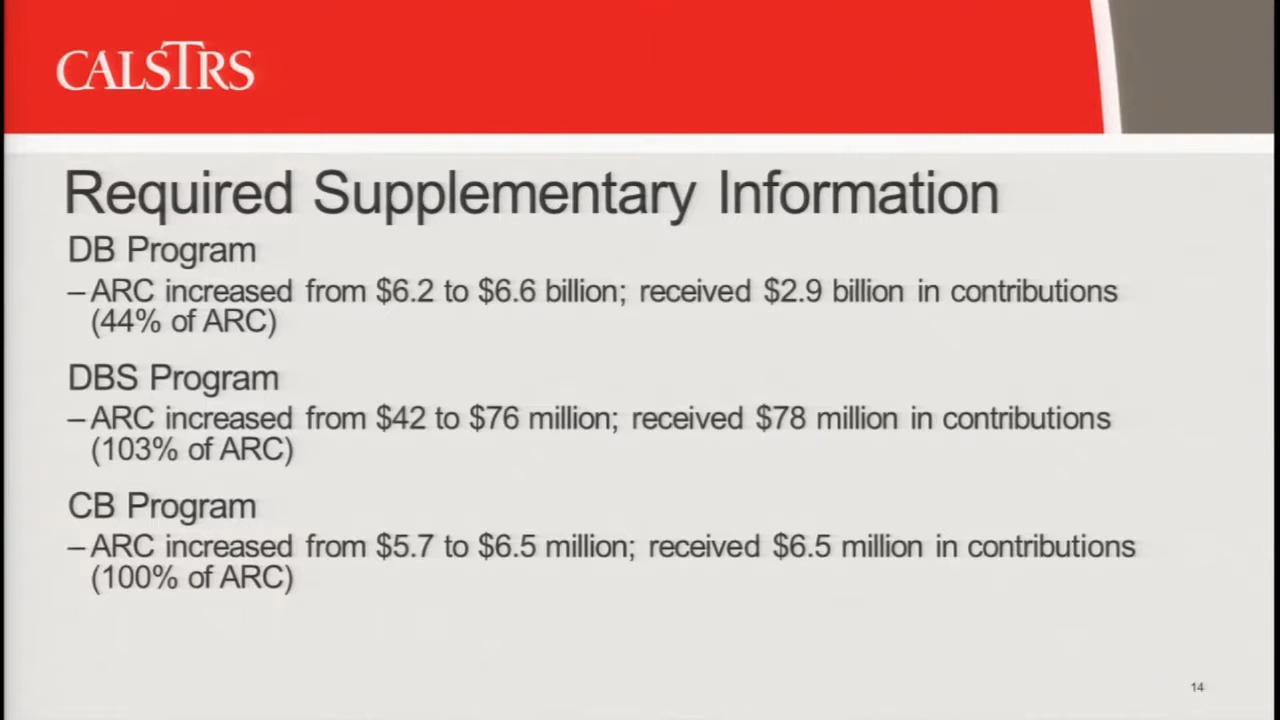 CALSTRS
Required Supplementary Information
DB Program
– ARC increased from $6.2 to $6.6 billion; received $2.9 billion in contributions
(44% of ARC)
DBS Program
– ARC increased from $42 to $76 million; received $78 million in contributions
(103% of ARC)
CB Program
– ARC increased from $5.7 to $6.5 million; received $6.5 million in contributions
(100% of ARC)
14